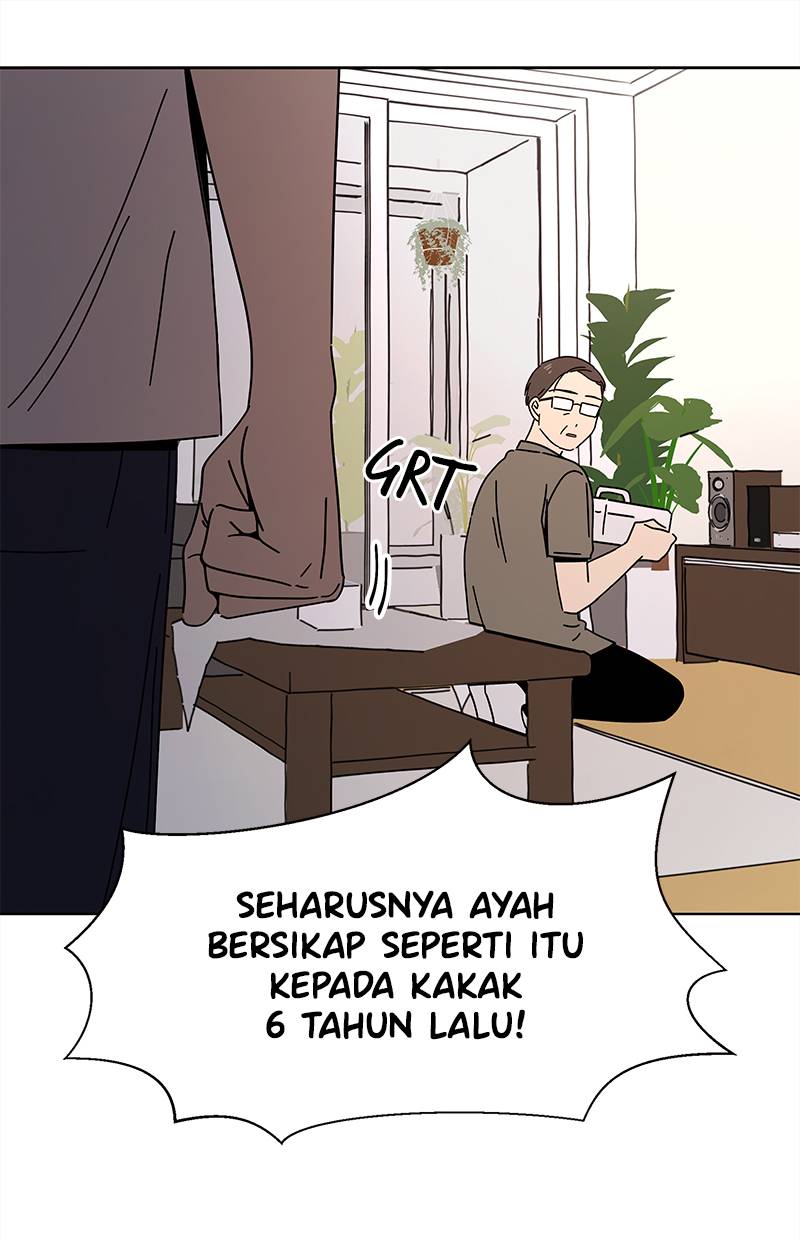 GRT
SEHARUSNYA AYAH
BERSIKAP SEPERTI ITU
KEPADA KAKAK
6 TAHUN LALU!